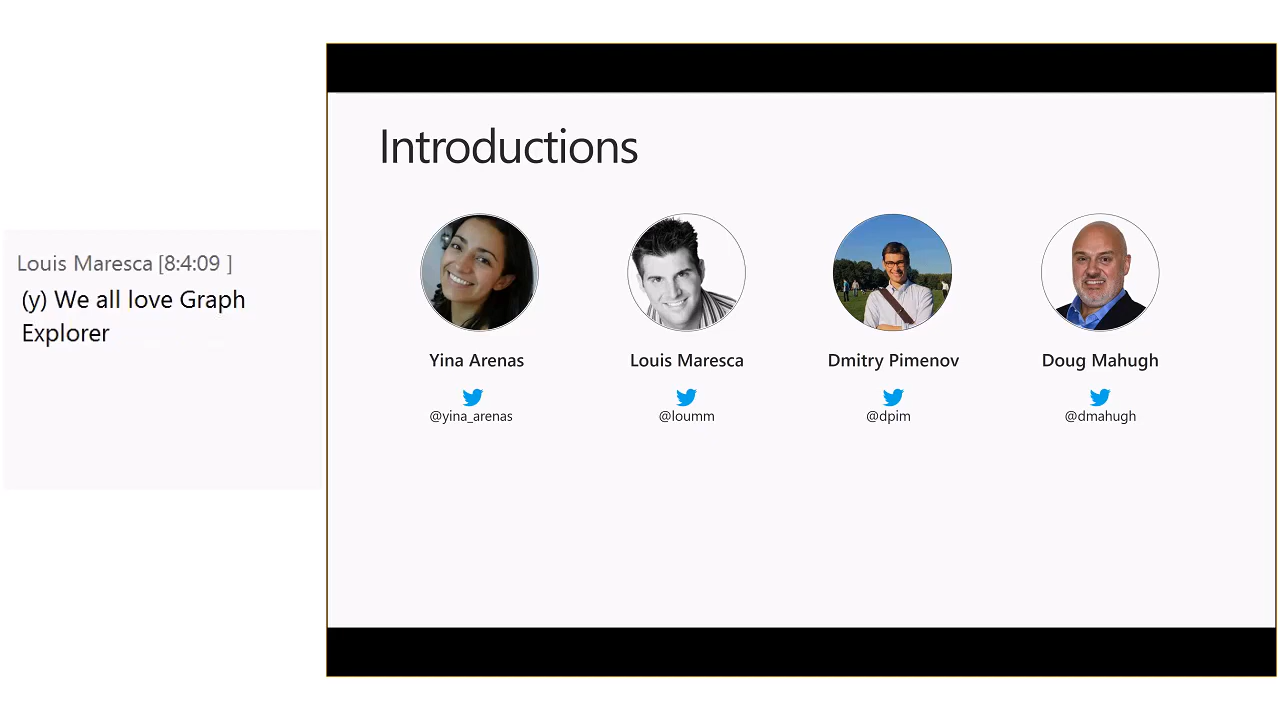 Louis Maresca [8:4:09 ]
(y) We all love Graph
Explorer
Introductions
Yina Arenas
@yina_arenas
Louis Maresca
@loumm
Dmitry Pimenov
@dpim
Doug Mahugh
@dmahugh